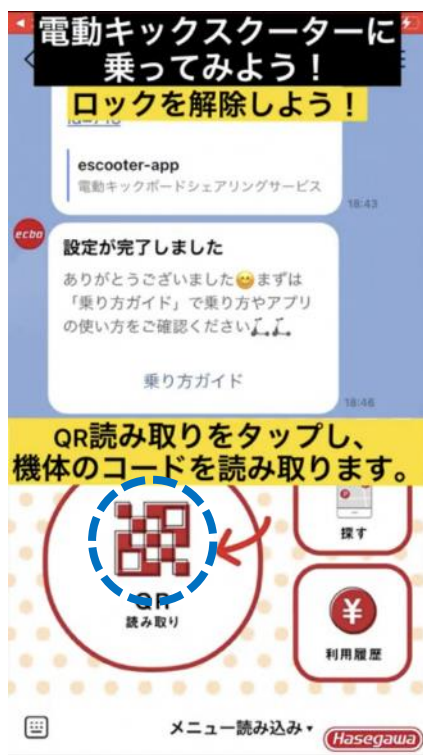 電動キックスクーターに
乗ってみよう！
ロックを解除しよう！
escooter-app
電動キックボードシェアリングサービス
18:43
ecbo
設定が完了しました
ありがとうございました😊まずは
「乗り方ガイド」で乗り方やアプリ
の使い方をご確認ください🛴🛴
乗り方ガイド
18:46
QR読み取りをタップし、
機体のコードを読み取ります。
QR
読み取り
探す
¥
利用履歴
メニュー読み込み▼
Hasegawa